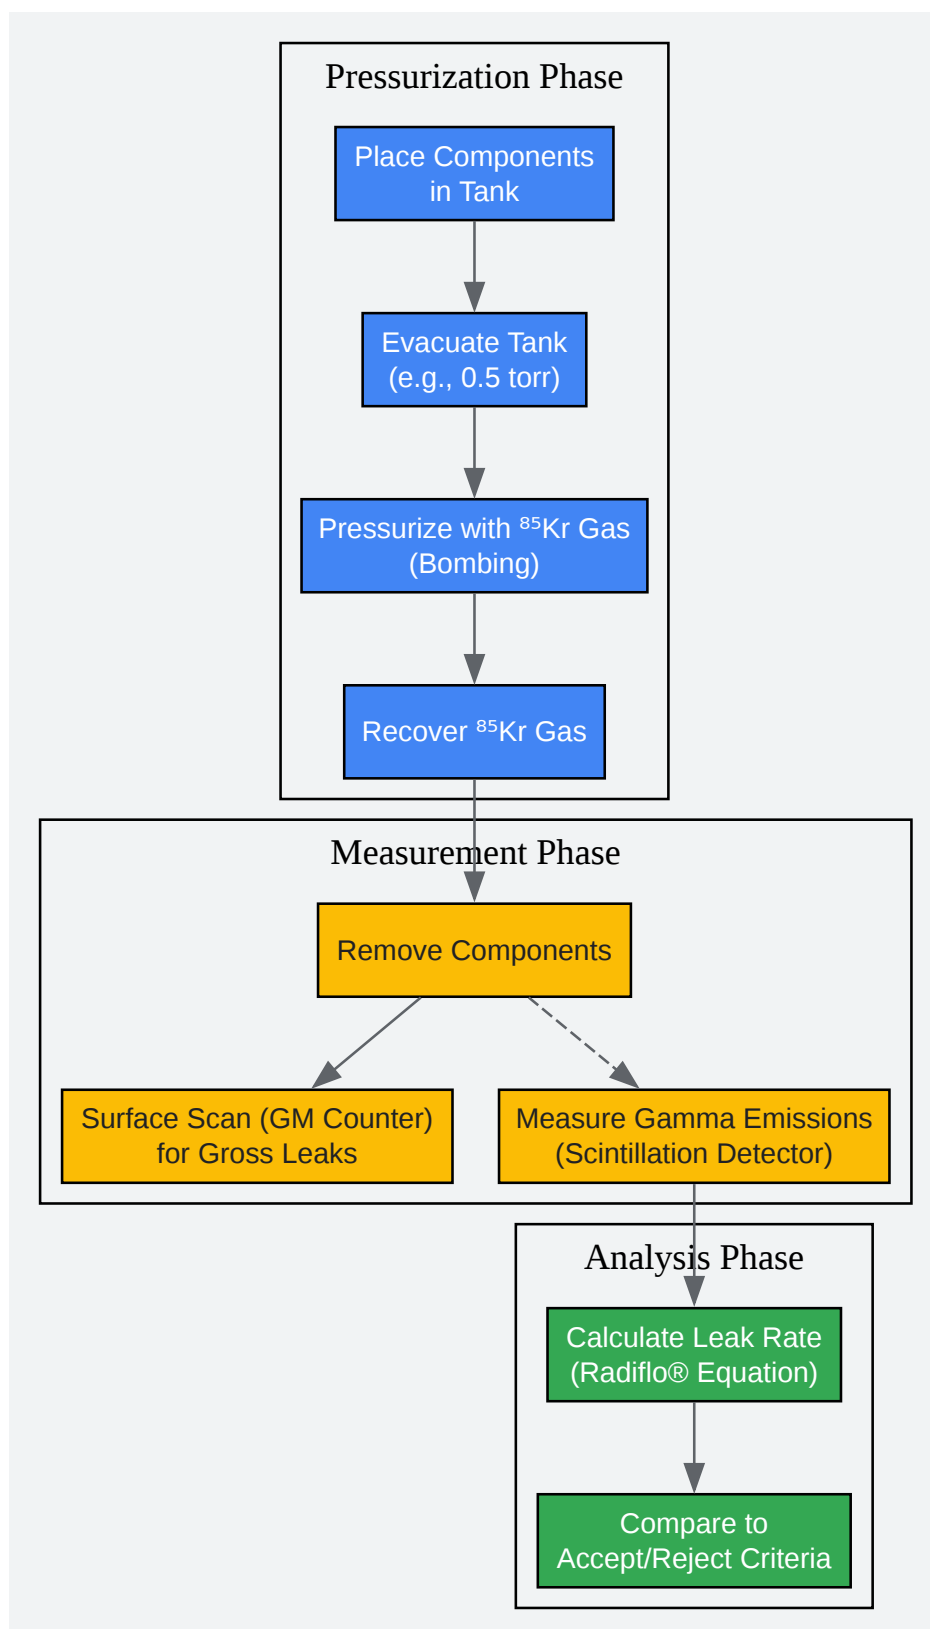 Pressurization Phase
Place Components
in Tank
Evacuate Tank
(e.g., 0.5 torr)
Pressurize with ⁸⁵Kr Gas
(Bombing)
Recover ⁸⁵Kr Gas
Measurement Phase
Remove Components
Surface Scan (GM Counter)
for Gross Leaks
Measure Gamma Emissions
(Scintillation Detector)
Analysis Phase
Calculate Leak Rate
(Radiflo® Equation)
Compare to
Accept/Reject Criteria